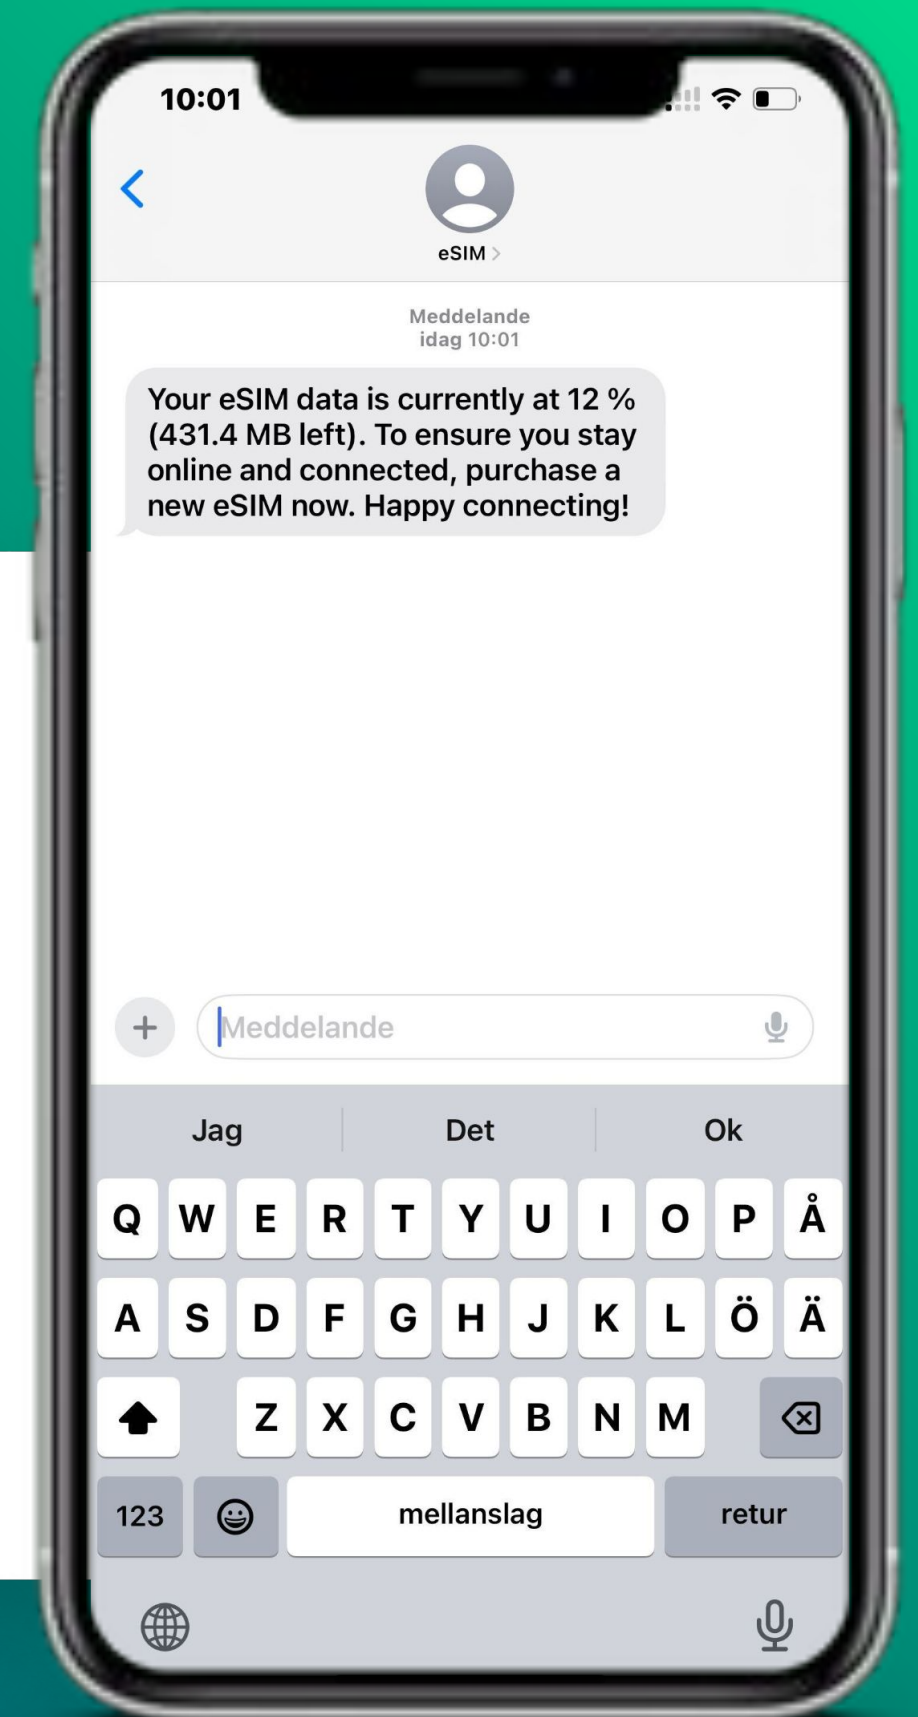 10:01
eSIM
Meddelande
idag 10:01
Your eSIM data is currently at 12 %
(431.4 MB left). To ensure you stay
online and connected, purchase a
new eSIM now. Happy connecting!
Meddelande
Jag Det Ok
Q W E R T Y U I O P Å
A S D F G H J K L Ö Ä
Z X C V B N M
123 mellanslag retur